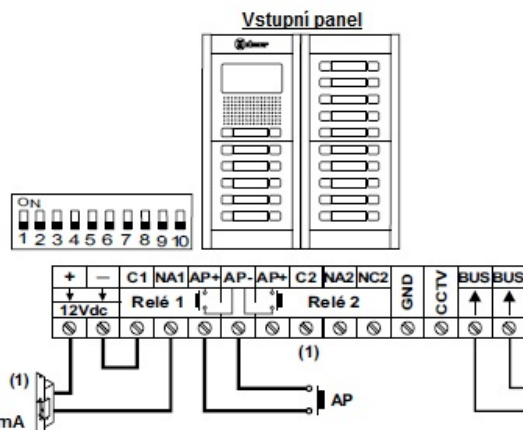 Vstupní panel
ON
1 2 3 4 5 6 7 8 9 10
+ – C1 NA1 AP+ AP- AP+ C2 NA2 NC2 GND CCTV BUS BUS
12Vdc Relé 1 Relé 2
(1)
(1)
AP
mA